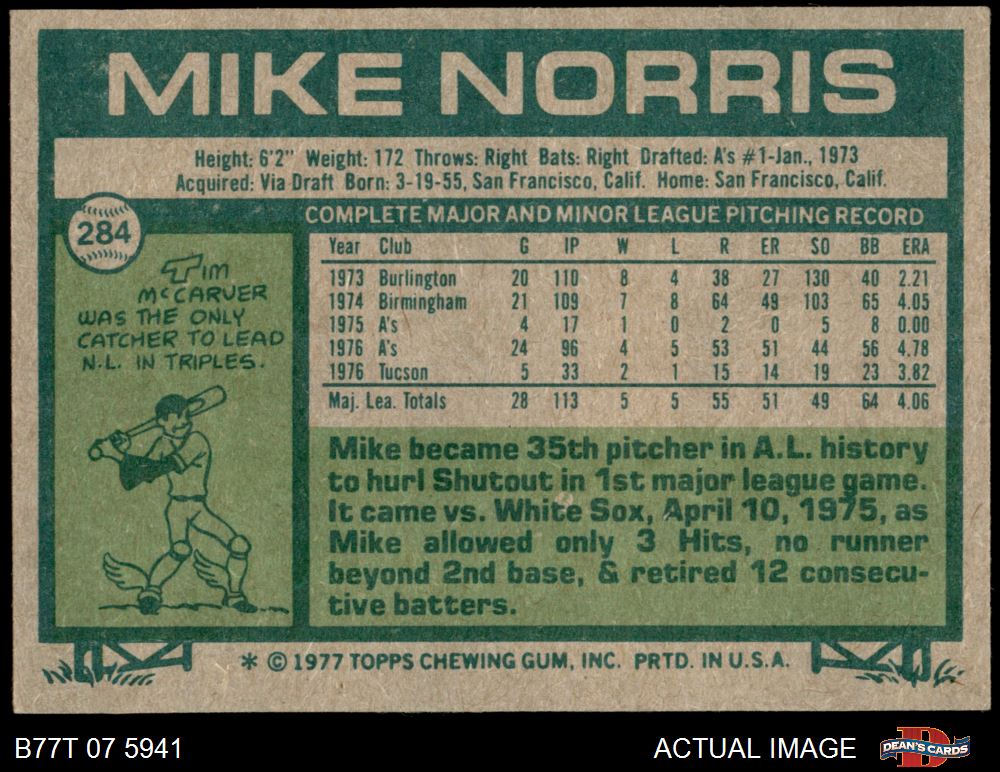 MIKE NORRIS
Height: 6'2" Weight: 172 Throws: Right Bats: Right Drafted: A's #1-Jan., 1973
Acquired: Via Draft Born: 3-19-55, San Francisco, Calif. Home: San Francisco, Calif.
284
TIM
McCARVER
WAS THE ONLY
CATCHER TO LEAD
N.L. IN TRIPLES.
COMPLETE MAJOR AND MINOR LEAGUE PITCHING RECORD
Year Club G IP W L R ER SO BB ERA
1973 Burlington 20 110 8 4 38 27 130 40 2.21
1974 Birmingham 21 109 7 8 64 49 103 65 4.05
1975 A's 4 17 1 0 2 0 5 8 0.00
1976 A's 24 96 4 5 53 51 44 56 4.78
1976 Tucson 5 33 2 1 15 14 19 23 3.82
Maj. Lea. Totals 28 113 5 5 55 51 49 64 4.06
Mike became 35th pitcher in A.L. history
to hurl Shutout in 1st major league game.
It came vs. White Sox, April 10, 1975, as
Mike allowed only 3 Hits, no runner
beyond 2nd base, & retired 12 consecu-
tive batters.
* © 1977 TOPPS CHEWING GUM, INC. PRTD. IN U.S.A.
B77T 07 5941
ACTUAL IMAGE
D
DEAN'S CARDS